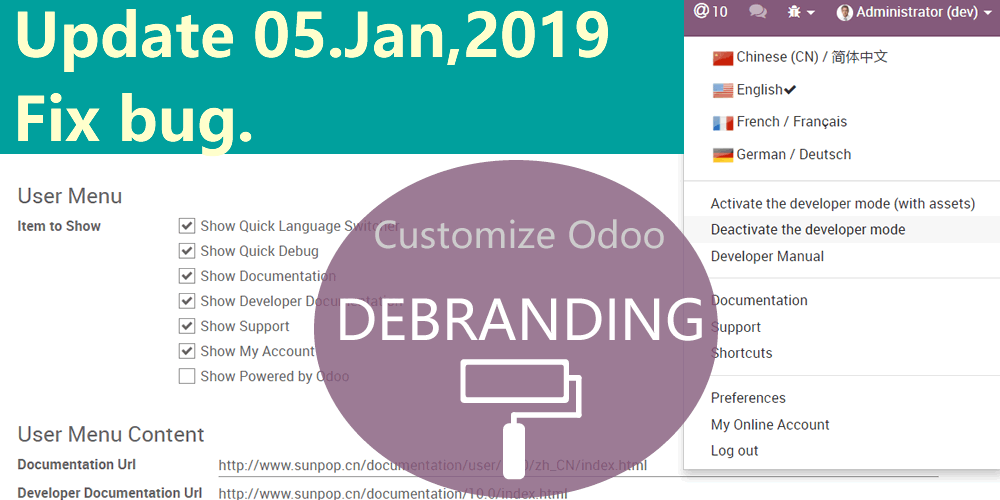 Update 05.Jan,2019
Fix bug.
@ 10
Administrator (dev)
Chinese (CN) / 简体中文
English
French / Français
German / Deutsch
Activate the developer mode (with assets)
Deactivate the developer mode
Developer Manual
Documentation
Support
Shortcuts
Preferences
My Online Account
Log out
User Menu
Item to Show
Show Quick Language Switcher
Show Quick Debug
Show Documentation
Show Developer Documentation
Show Support
Show My Account
Show Powered by Odoo
Customize Odoo
DEBRANDING
User Menu Content
Documentation Url
http://www.sunpop.cn/documentation/user/ /zh_CN/index.html
Developer Documentation Url
http://www.sunpop.cn/documentation/10.0/index.html